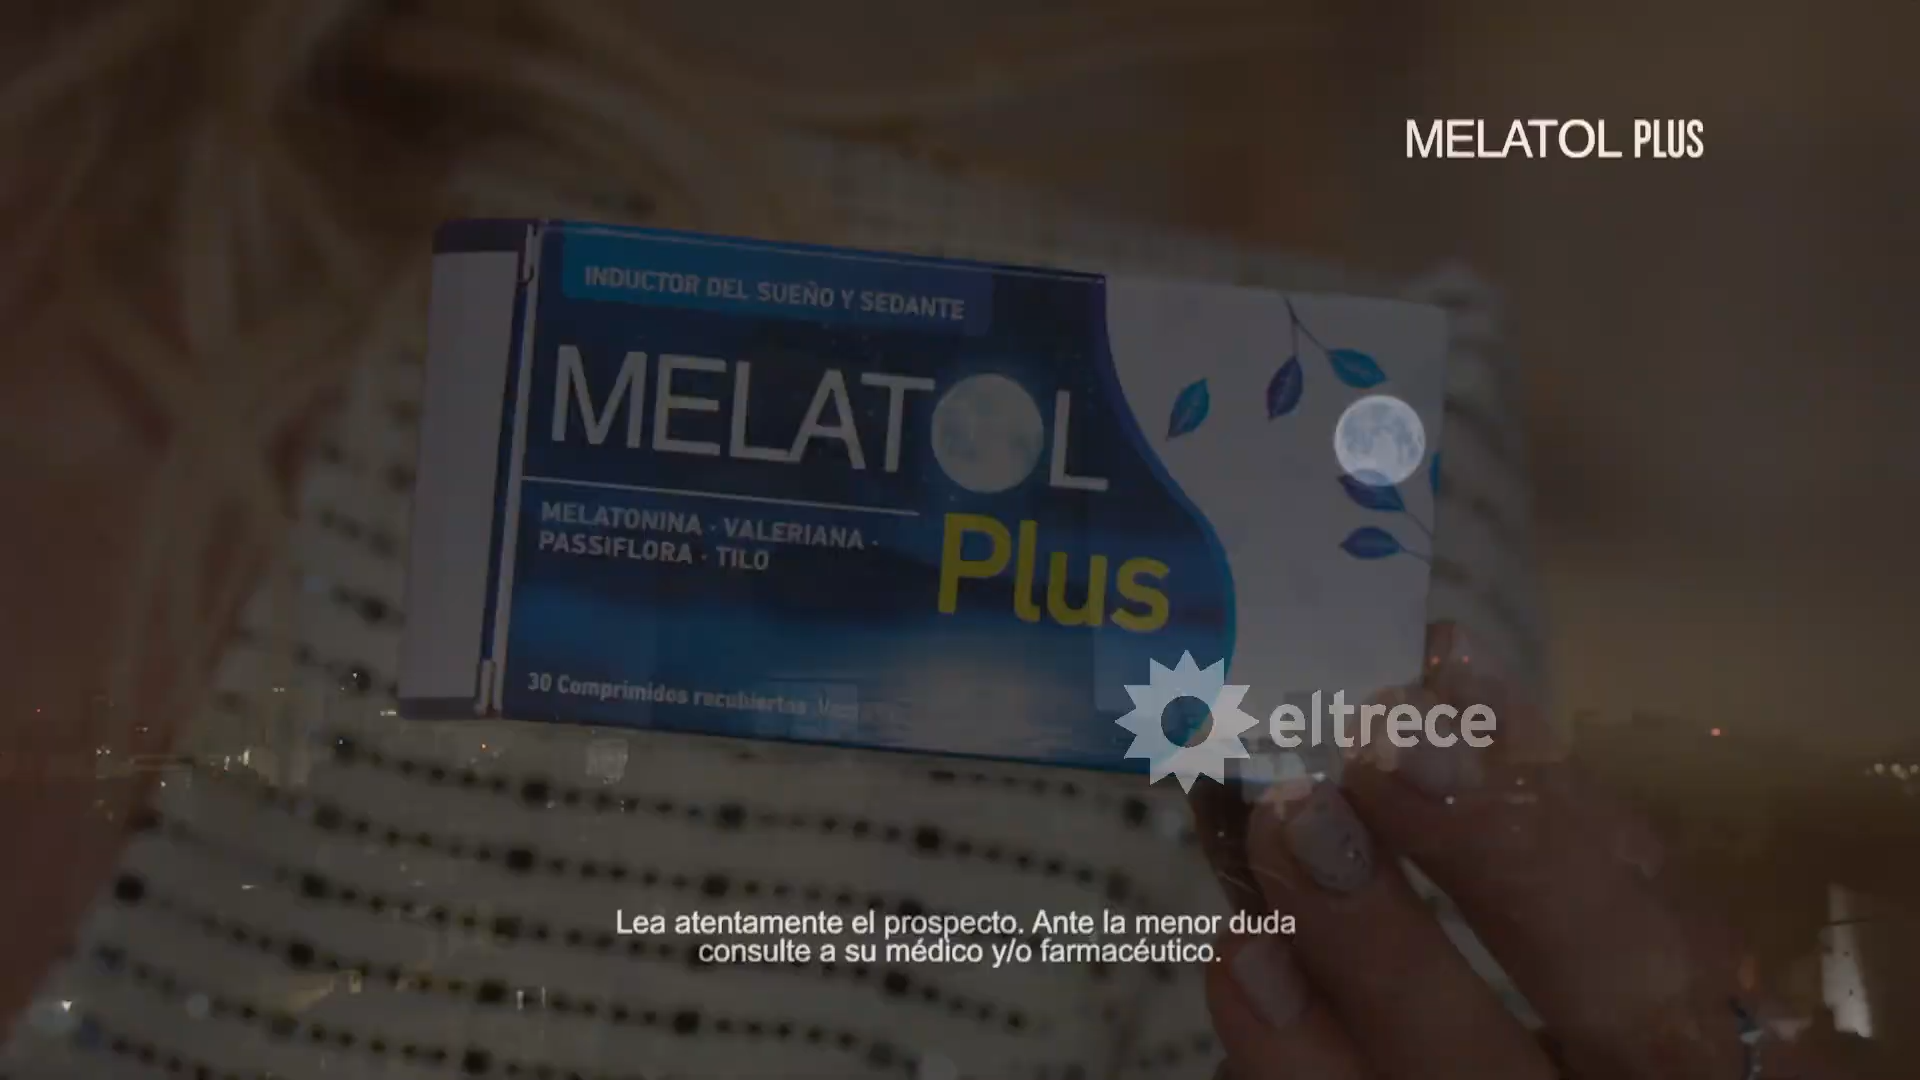 MELATOL PLUS
INDUCTOR DEL SUEÑO Y SEDANTE
MELATOL
Plus
MELATONINA · VALERIANA ·
PASSIFLORA · TILO
30 Comprimidos recubiertos
eltrece
Lea atentamente el prospecto. Ante la menor duda
consulte a su médico y/o farmacéutico.